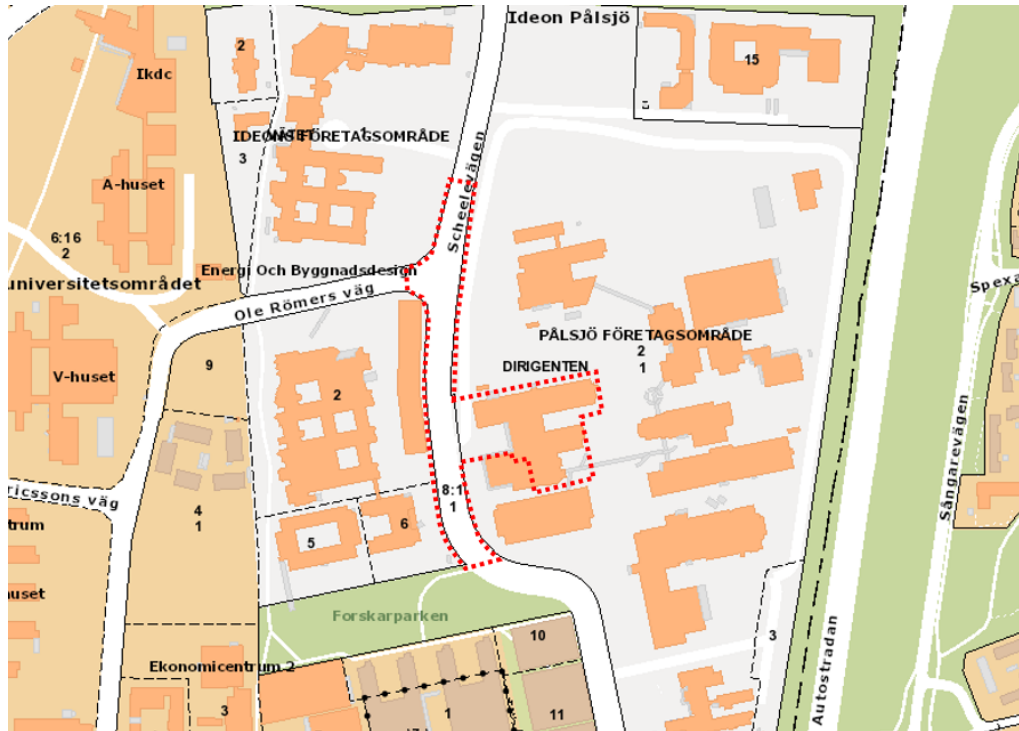 Ideon Pålsjö
2
Ikdc
15
IDEONS FÖRETAGSOMRÅDE
3
A-huset
Scheelevägen
6:16
2
universitetsområdet
Energi Och Byggnadsdesign
Ole Römers väg
Spexa
PÅLSJÖ FÖRETAGSOMRÅDE
2
1
DIRIGENTEN
9
V-huset
2
Sångarevägen
8:1
1
ricssons väg
4
1
trum
5
6
huset
Forskarparken
Autostradan
10
3
Ekonomicentrum 2
3
1
11